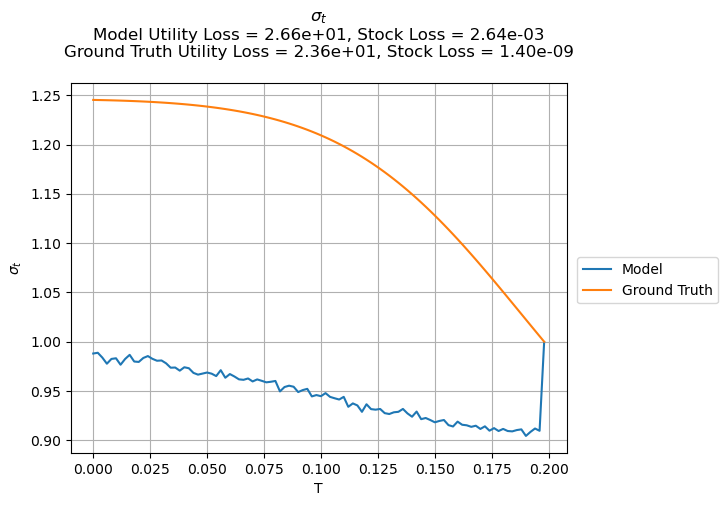 σt
Model Utility Loss = 2.66e+01, Stock Loss = 2.64e-03
Ground Truth Utility Loss = 2.36e+01, Stock Loss = 1.40e-09
1.25
1.20
1.15
1.10
1.05
1.00
0.95
0.90
σt
Model
Ground Truth
0.000 0.025 0.050 0.075 0.100 0.125 0.150 0.175 0.200
T